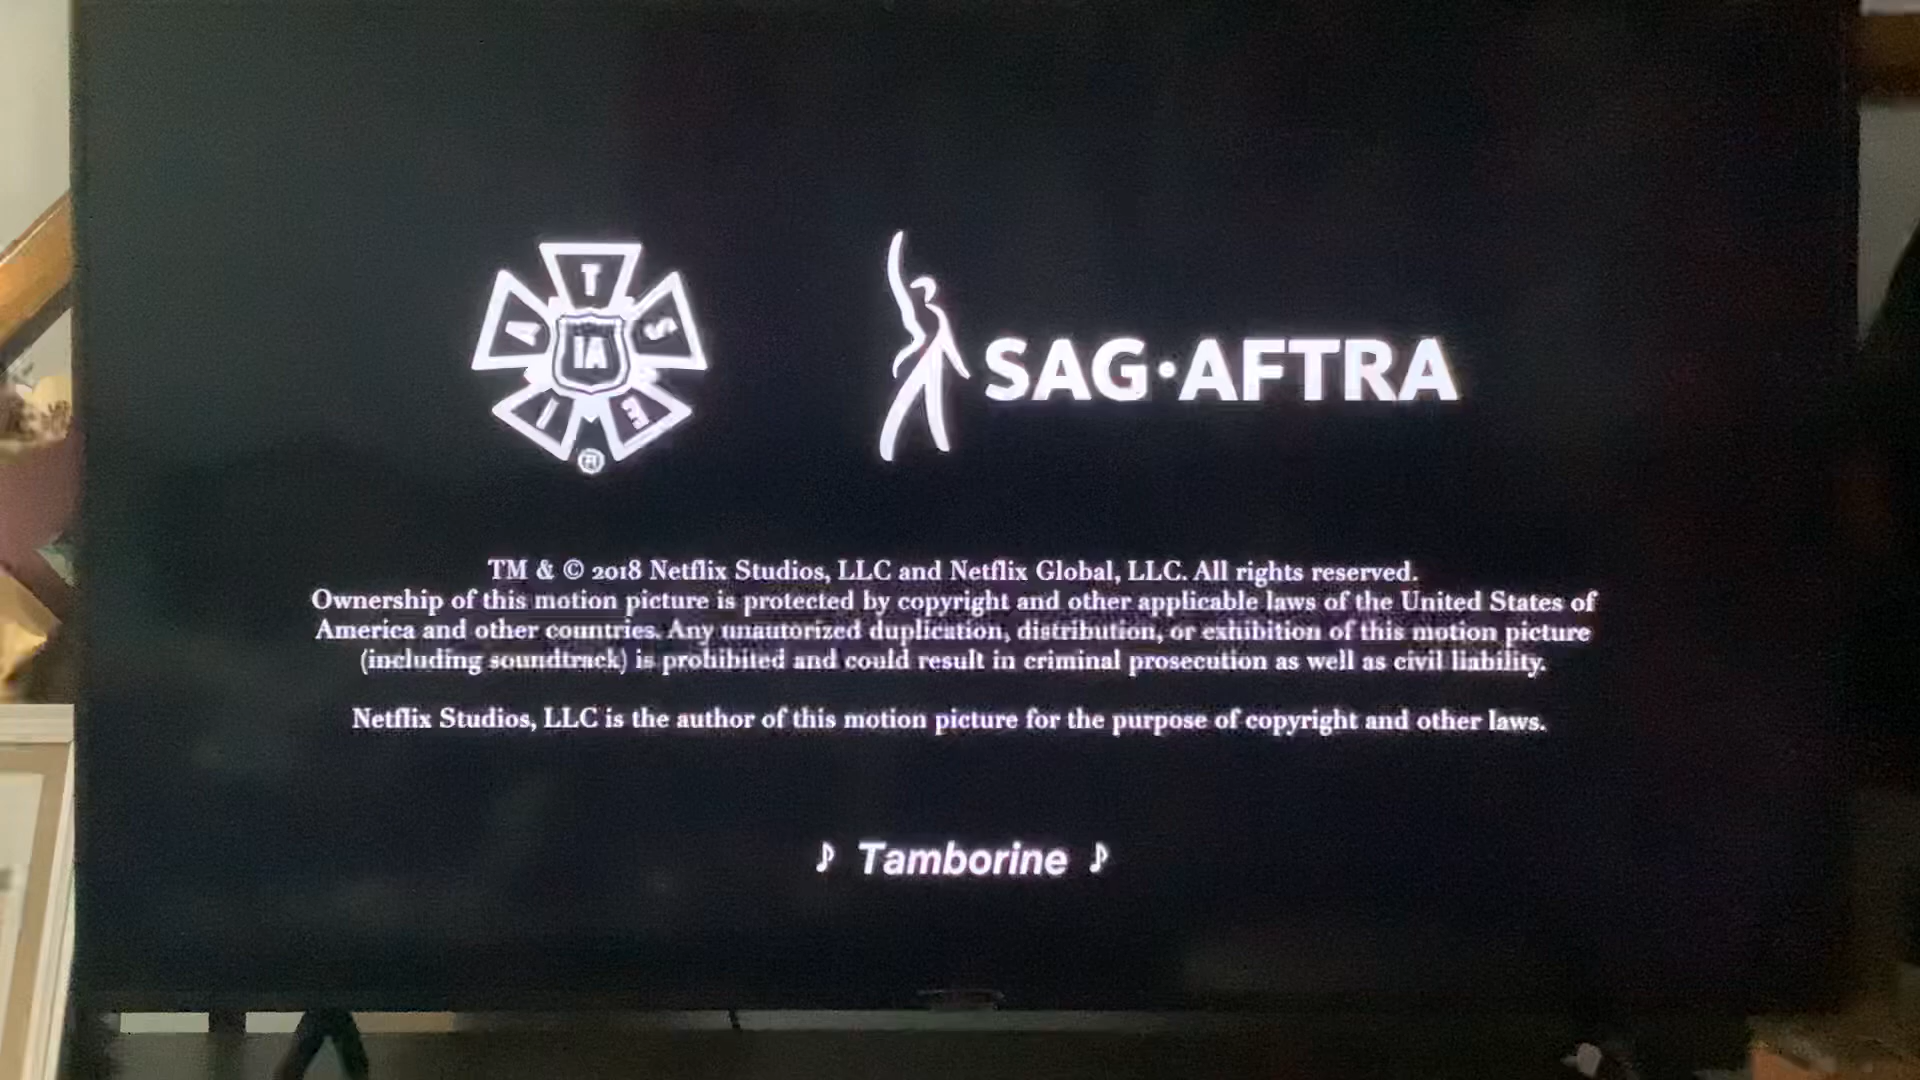 I A T S E
IA
®
SAG·AFTRA
TM & © 2018 Netflix Studios, LLC and Netflix Global, LLC. All rights reserved.
Ownership of this motion picture is protected by copyright and other applicable laws of the United States of
America and other countries. Any unautorized duplication, distribution, or exhibition of this motion picture
(including soundtrack) is prohibited and could result in criminal prosecution as well as civil liability.
Netflix Studios, LLC is the author of this motion picture for the purpose of copyright and other laws.
♪ Tamborine ♪